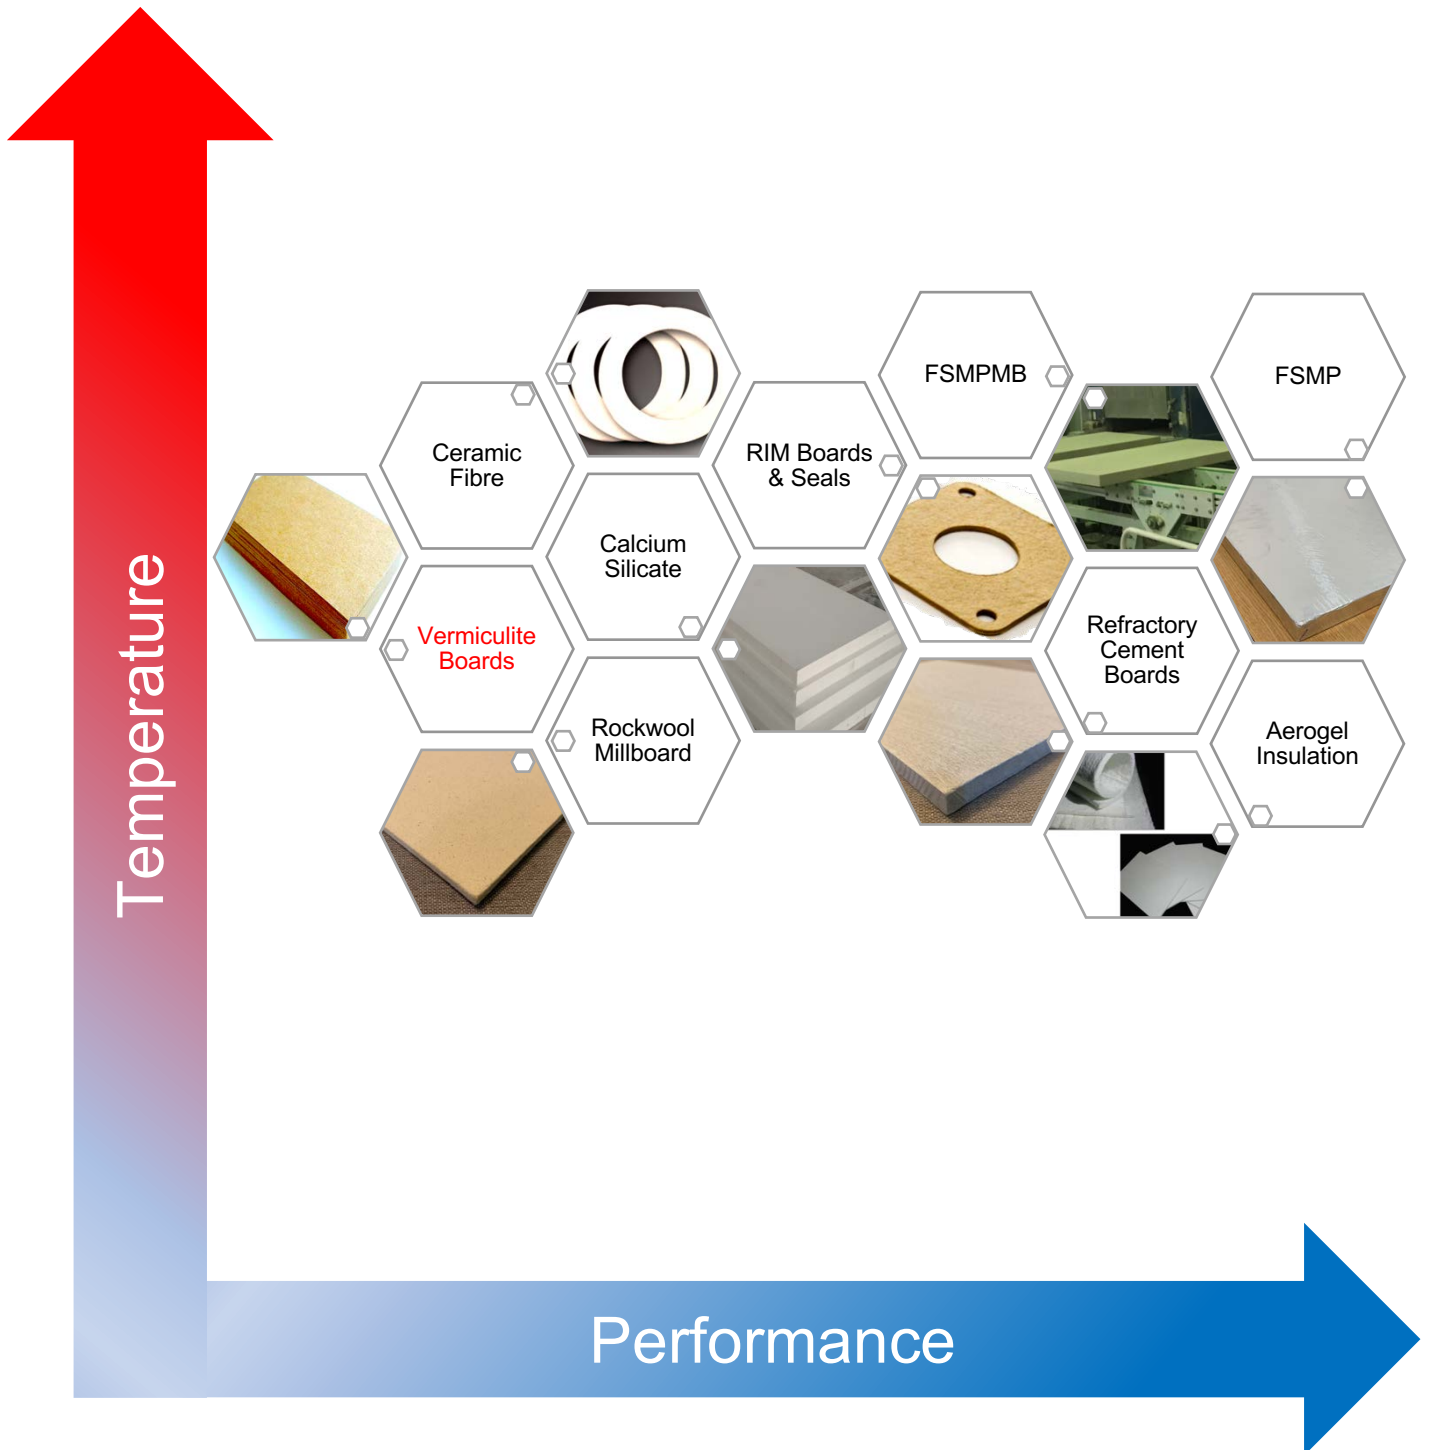 FSMPMB
FSMP
Ceramic
Fibre
RIM Boards
& Seals
Calcium
Silicate
Vermiculite
Boards
Refractory
Cement
Boards
Rockwool
Millboard
Aerogel
Insulation
Temperature
Performance